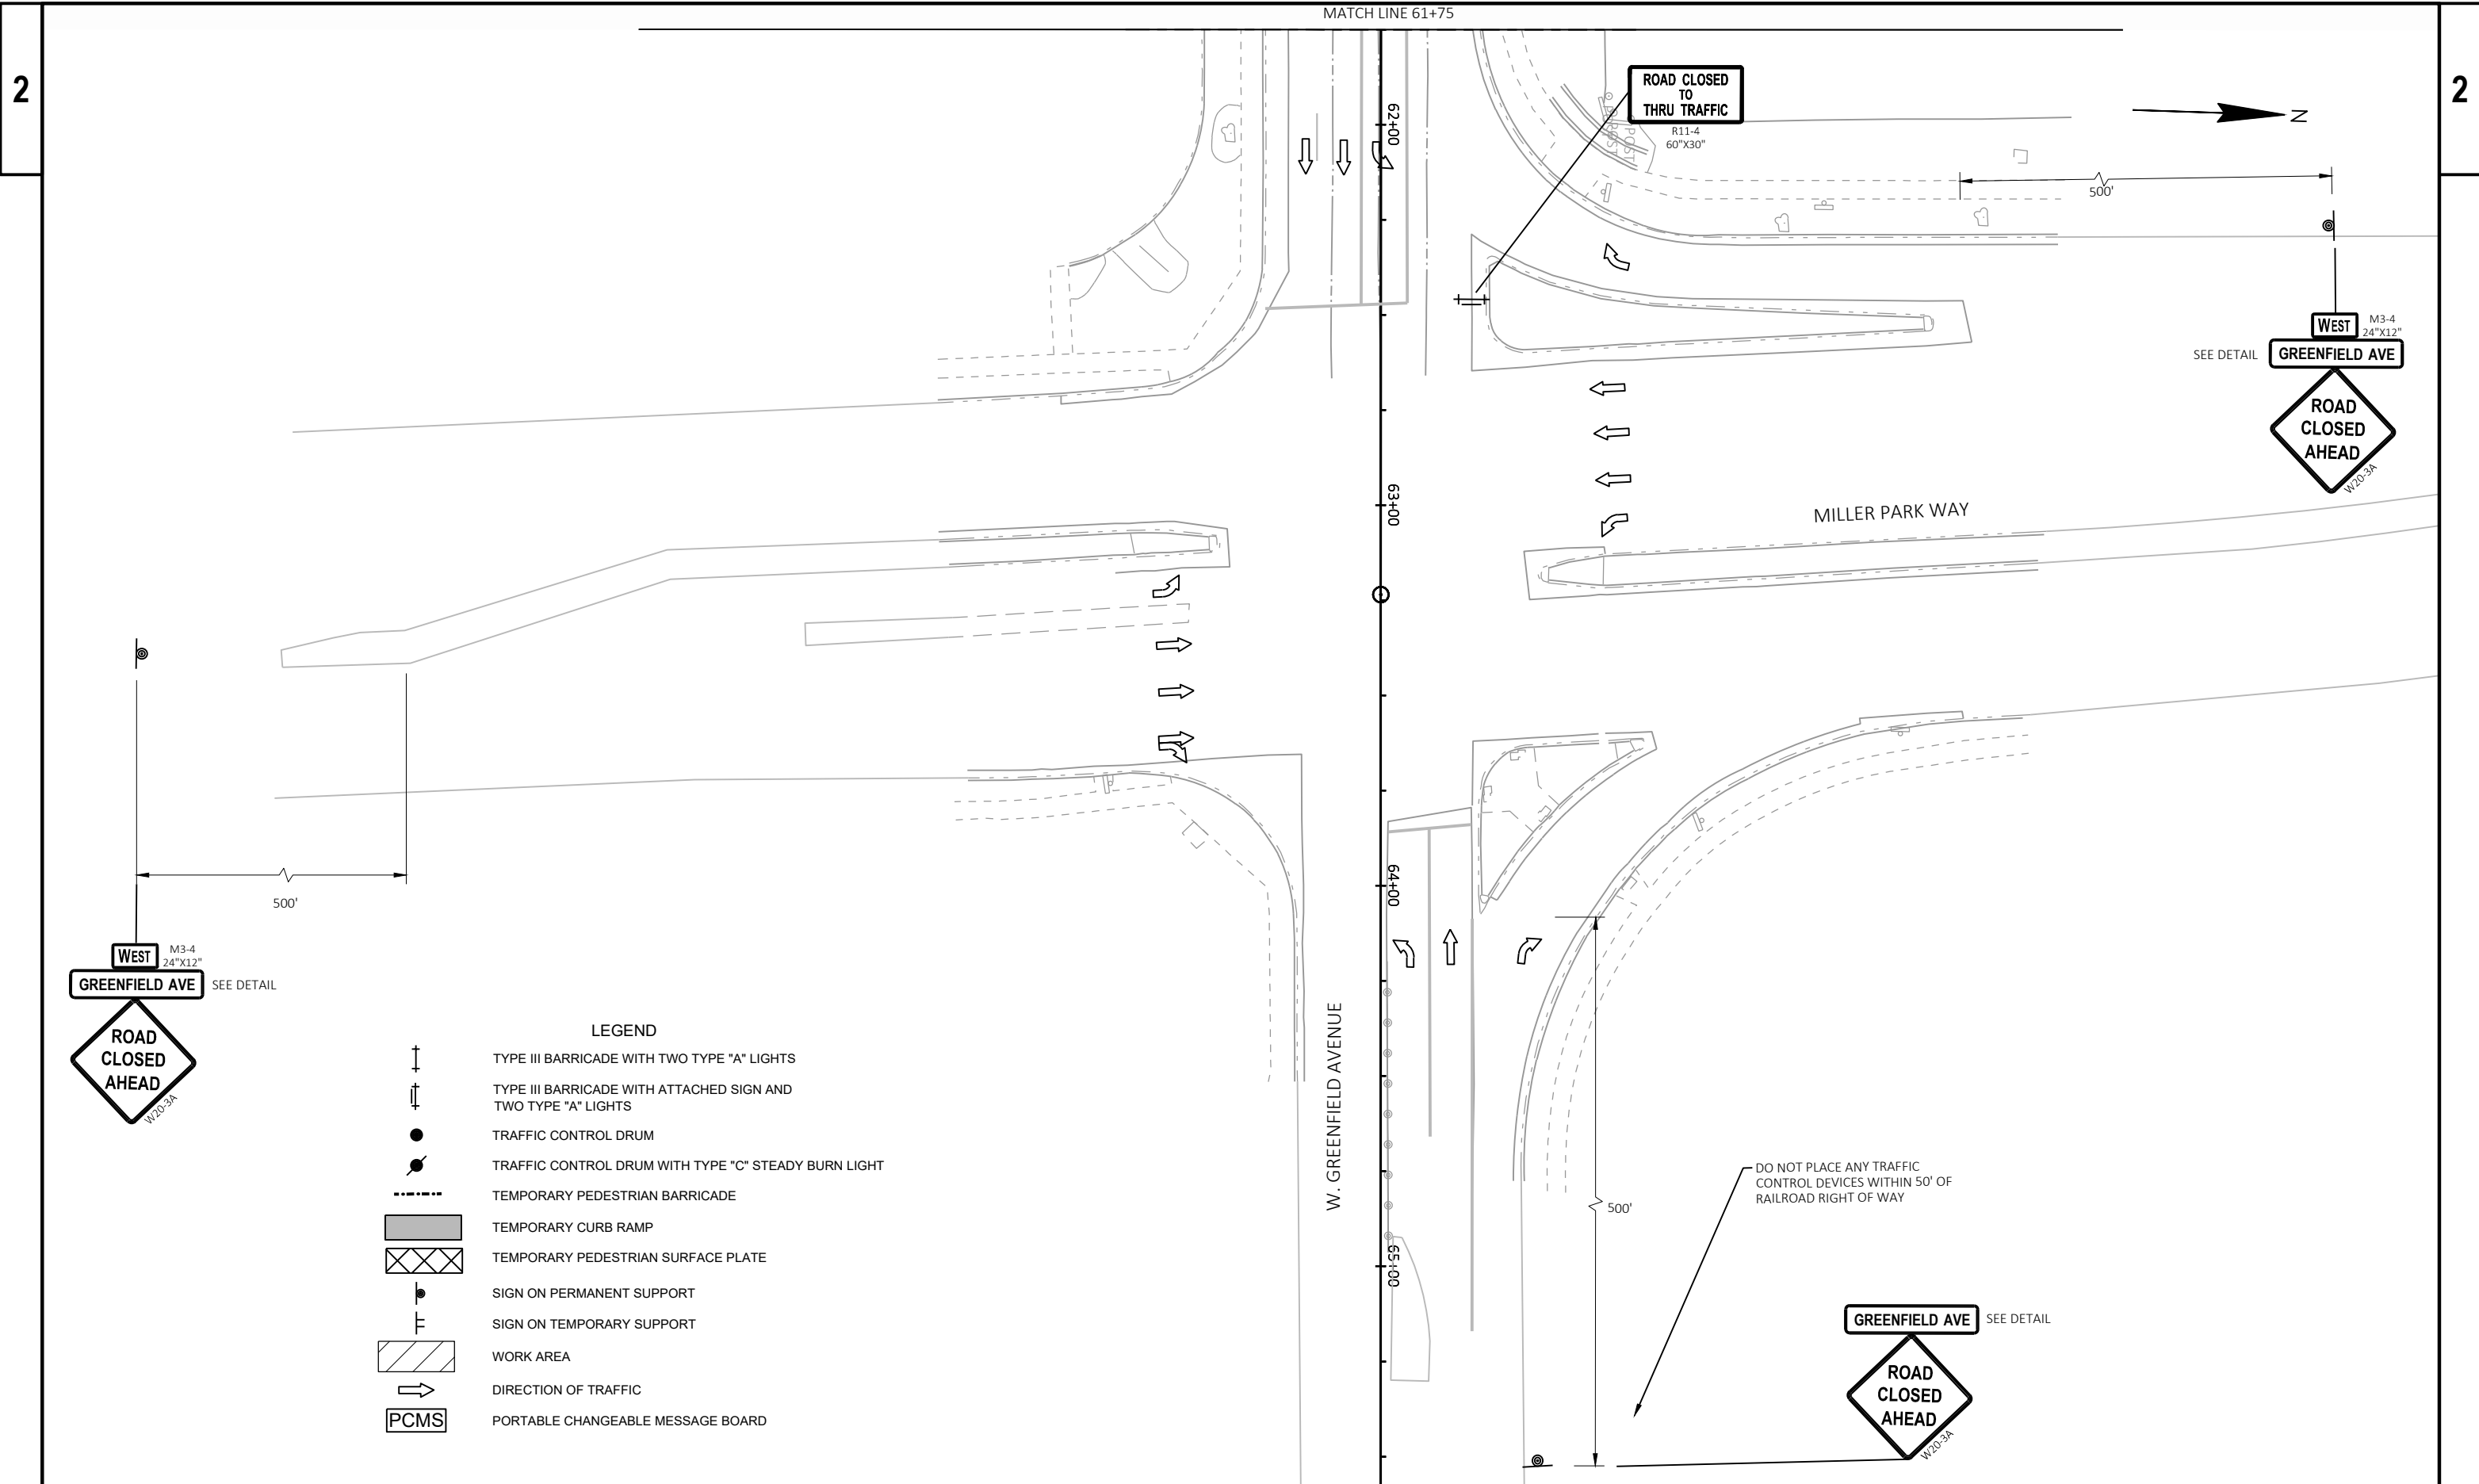 MATCH LINE 61+75
2
2
ROAD CLOSED
TO
THRU TRAFFIC
R11-4
60"X30"
N
62+00
500'
WEST
M3-4
24"X12"
SEE DETAIL
GREENFIELD AVE
ROAD
CLOSED
AHEAD
W20-3A
63+00
MILLER PARK WAY
64+00
500'
WEST
M3-4
24"X12"
GREENFIELD AVE
SEE DETAIL
ROAD
CLOSED
AHEAD
W20-3A
W. GREENFIELD AVENUE
65+00
500'
DO NOT PLACE ANY TRAFFIC
CONTROL DEVICES WITHIN 50' OF
RAILROAD RIGHT OF WAY
GREENFIELD AVE
SEE DETAIL
ROAD
CLOSED
AHEAD
W20-3A
LEGEND
TYPE III BARRICADE WITH TWO TYPE "A" LIGHTS
TYPE III BARRICADE WITH ATTACHED SIGN AND
TWO TYPE "A" LIGHTS
TRAFFIC CONTROL DRUM
TRAFFIC CONTROL DRUM WITH TYPE "C" STEADY BURN LIGHT
TEMPORARY PEDESTRIAN BARRICADE
TEMPORARY CURB RAMP
TEMPORARY PEDESTRIAN SURFACE PLATE
SIGN ON PERMANENT SUPPORT
SIGN ON TEMPORARY SUPPORT
WORK AREA
DIRECTION OF TRAFFIC
PCMS
PORTABLE CHANGEABLE MESSAGE BOARD